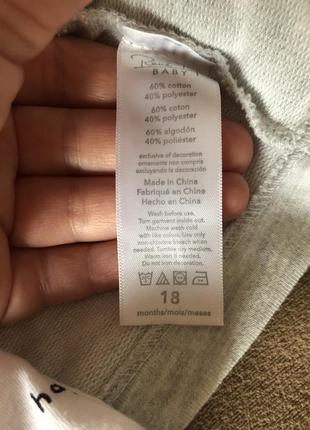 BABY
60% cotton
40% polyester
60% coton
40% polyester
60% algodón
40% poliéster
exclusive of decoration
ornements non compris
excluyendo la decoración
Made in China
Fabriqué en Chine
Hecho en China
Wash before use.
Turn garment inside out.
Machine wash cold
with like colors. Use only
non-chlorine bleach when
needed. Tumble dry medium.
Warm iron if needed.
Do not iron decoration.
18
months/mois/meses